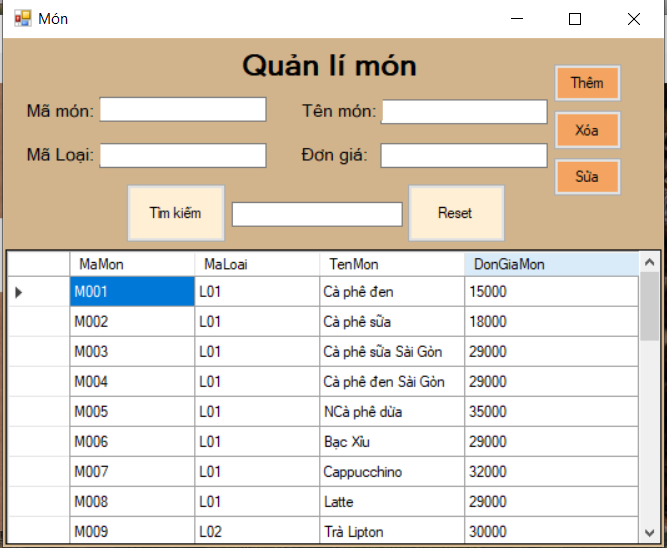 Món
Quản lí món
Mã món: Tên món: Thêm
Xóa
Mã Loại: Đơn giá:
Sửa
Tìm kiếm Reset
MaMon MaLoai TenMon DonGiaMon
M001 L01 Cà phê đen 15000
M002 L01 Cà phê sữa 18000
M003 L01 Cà phê sữa Sài Gòn 29000
M004 L01 Cà phê đen Sài Gòn 29000
M005 L01 NCà phê dừa 35000
M006 L01 Bạc Xỉu 29000
M007 L01 Cappucchino 32000
M008 L01 Latte 29000
M009 L02 Trà Lipton 30000